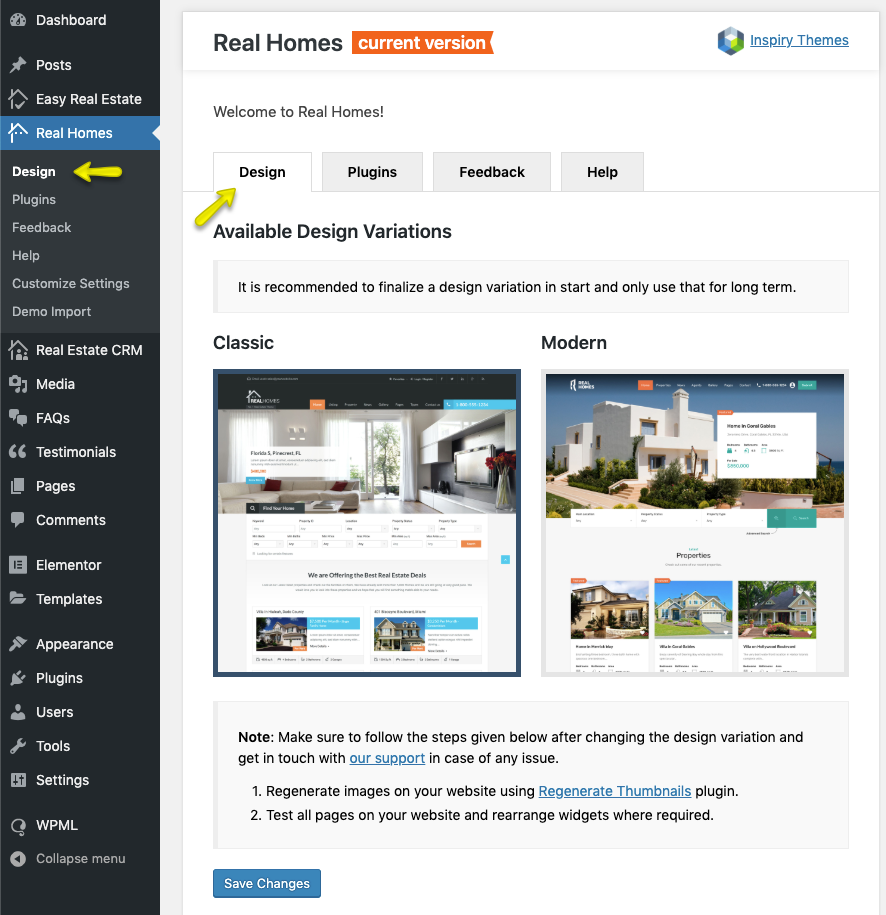 Dashboard
Posts
Easy Real Estate
Real Homes
Design
Plugins
Feedback
Help
Customize Settings
Demo Import
Real Estate CRM
Media
FAQs
Testimonials
Pages
Comments
Elementor
Templates
Appearance
Plugins
Users
Tools
Settings
WPML
Collapse menu
Real Homes current version
Inspiry Themes
Welcome to Real Homes!
Design Plugins Feedback Help
Available Design Variations
It is recommended to finalize a design variation in start and only use that for long term.
Classic
REALHOMES
Florida 5, Pinecrest, FL
Find Your Home
We are Offering the Best Real Estate Deals
Villa in Hialeah, Dade County
Modern
REAL
HOMES
Home in Coral Gables
For Sale
$850,000
Properties
Home in Merrick Way
Villa in Coral Gables
Villa on Hollywood Boulevard
Note: Make sure to follow the steps given below after changing the design variation and
get in touch with our support in case of any issue.
1. Regenerate images on your website using Regenerate Thumbnails plugin.
2. Test all pages on your website and rearrange widgets where required.
Save Changes